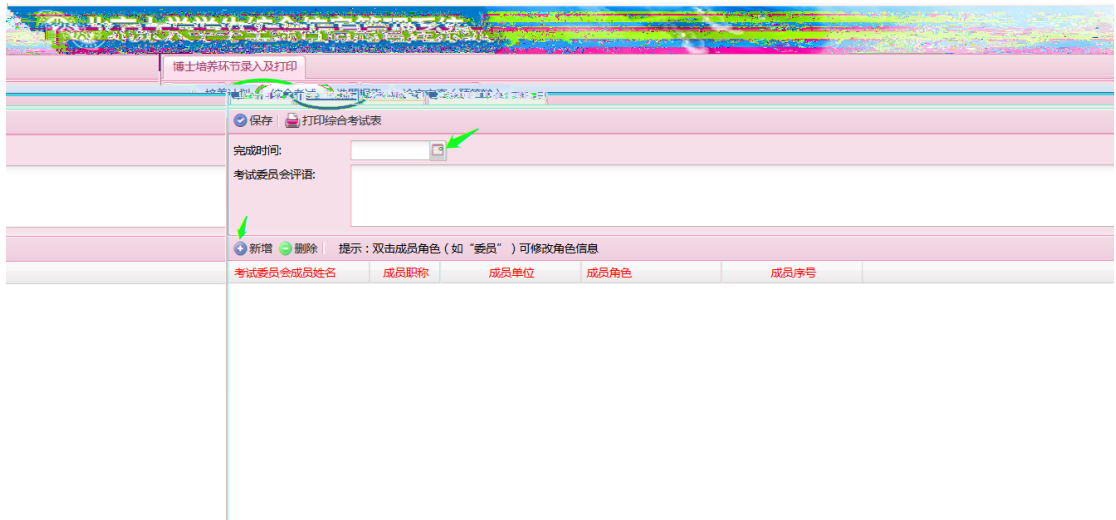 博士培养环节录入及打印
保存 打印综合考试表
完成时间:
考试委员会评语:
新增 删除 提示：双击成员角色（如“委员”）可修改角色信息
考试委员会成员姓名 成员职称 成员单位 成员角色 成员序号